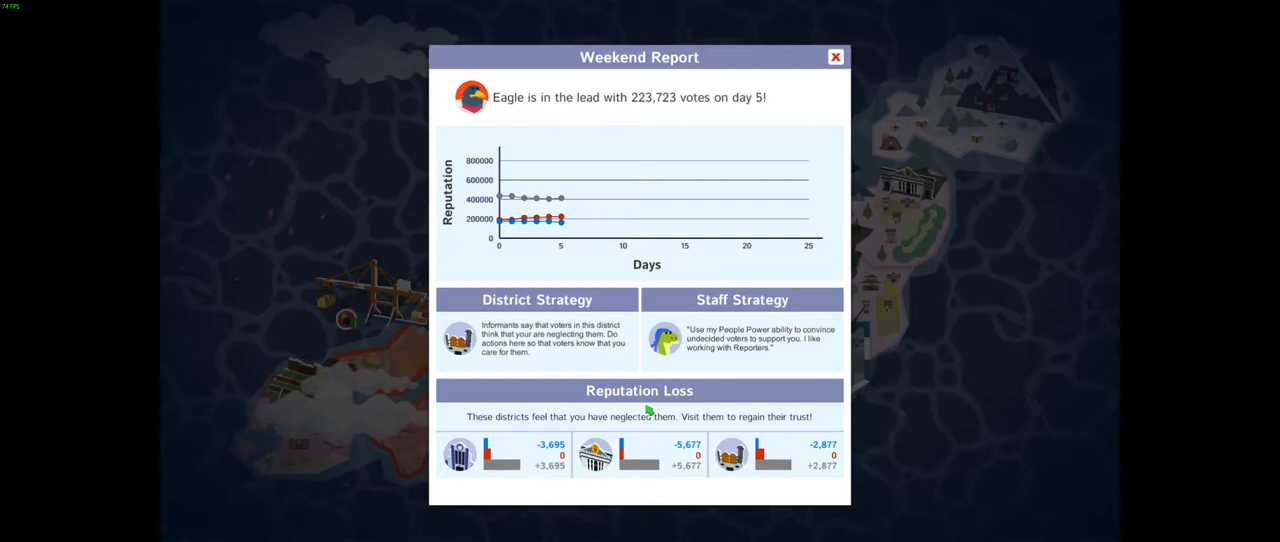 74 FPS
Weekend Report
X
Eagle is in the lead with 223,723 votes on day 5!
Reputation
800000
600000
400000
200000
0
0 5 10 15 20 25
Days
District Strategy
Informants say that voters in this district
think that your are neglecting them. Do
actions here so that voters know that you
care for them.
Staff Strategy
"Use my People Power ability to convince
undecided voters to support you. I like
working with Reporters."
Reputation Loss
These districts feel that you have neglected them. Visit them to regain their trust!
-3,695
0
+3,695
-5,677
0
+5,677
-2,877
0
+2,877